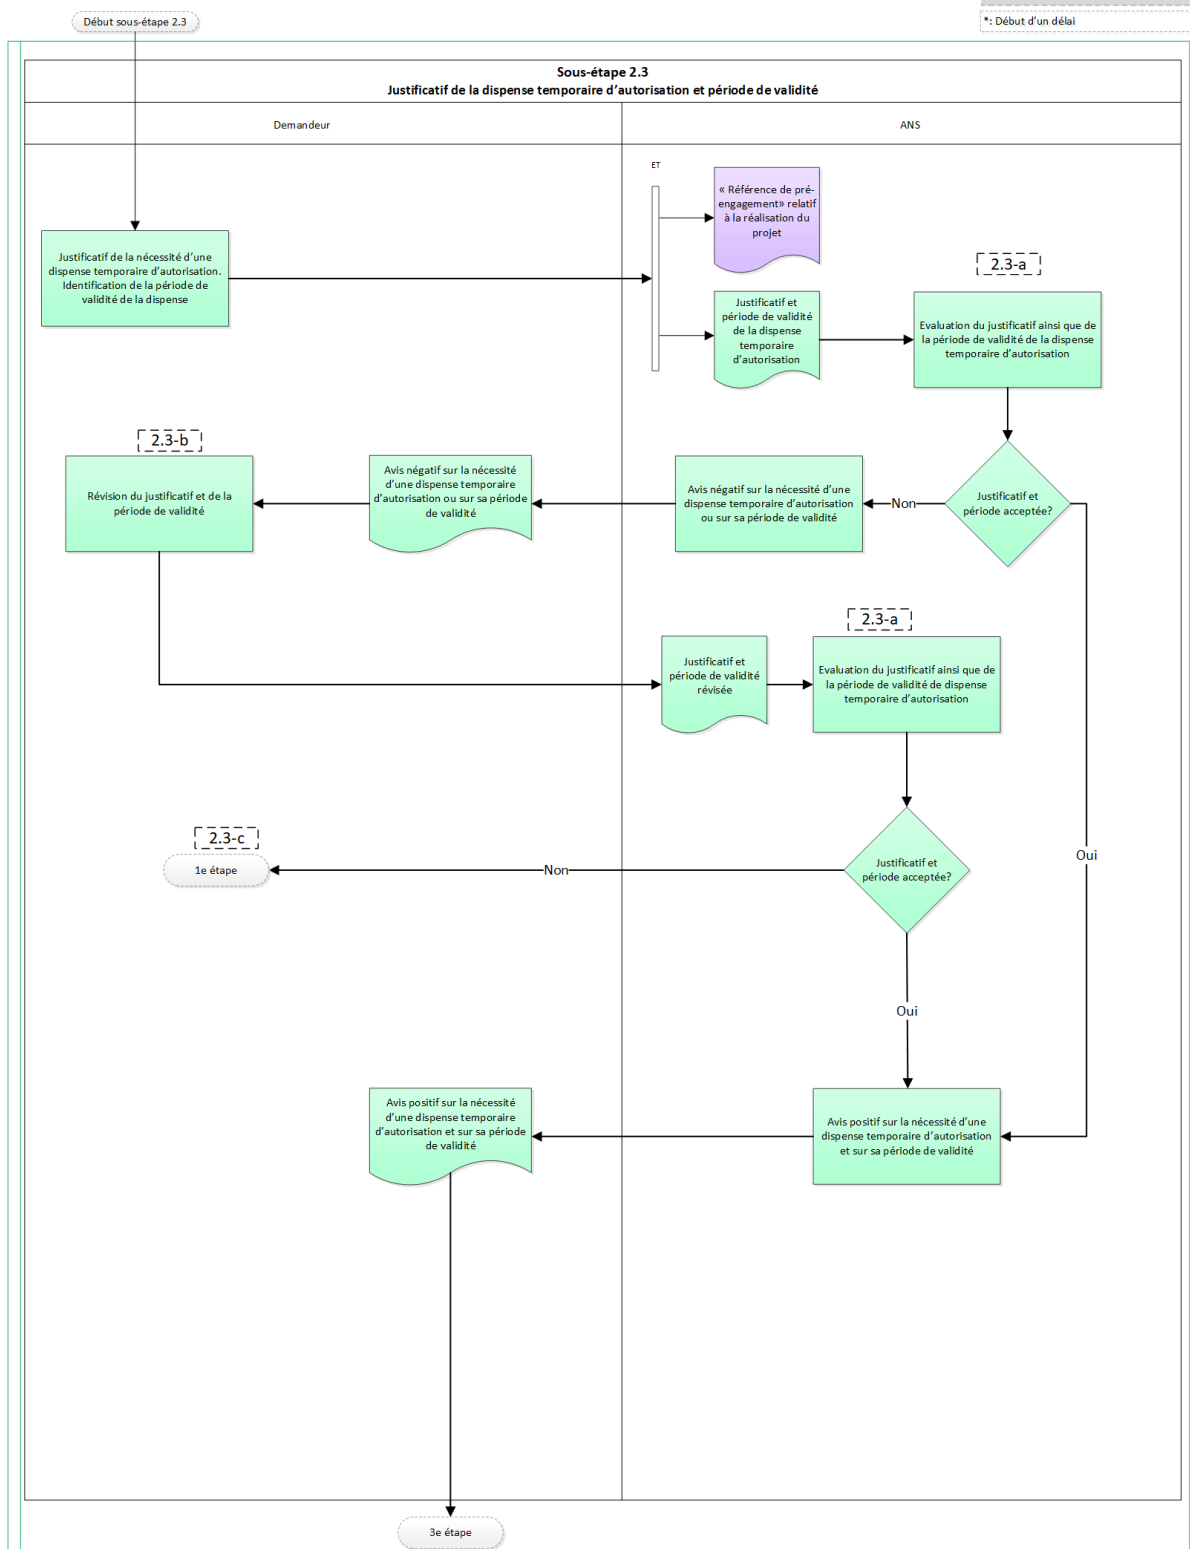 Début sous-étape 2.3
*: Début d'un délai
Sous-étape 2.3
Justificatif de la dispense temporaire d'autorisation et période de validité
Demandeur
ANS
ET
« Référence de pré-
engagement» relatif
à la réalisation du
projet
Justificatif de la nécessité d'une
dispense temporaire d'autorisation.
Identification de la période de
validité de la dispense
2.3-a
Justificatif et
période de validité
de la dispense
temporaire
d'autorisation
Evaluation du justificatif ainsi que de
la période de validité de la dispense
temporaire d'autorisation
2.3-b
Révision du justificatif et de la
période de validité
Avis négatif sur la nécessité
d'une dispense temporaire
d'autorisation ou sur sa période
de validité
Avis négatif sur la nécessité d'une
dispense temporaire d'autorisation
ou sur sa période de validité
Non
Justificatif et
période acceptée?
2.3-a
Justificatif et
période de validité
révisée
Evaluation du justificatif ainsi que de
la période de validité de dispense
temporaire d'autorisation
2.3-c
1e étape
Non
Justificatif et
période acceptée?
Oui
Oui
Avis positif sur la nécessité
d'une dispense temporaire
d'autorisation et sur sa période
de validité
Avis positif sur la nécessité d'une
dispense temporaire d'autorisation
et sur sa période de validité
3e étape